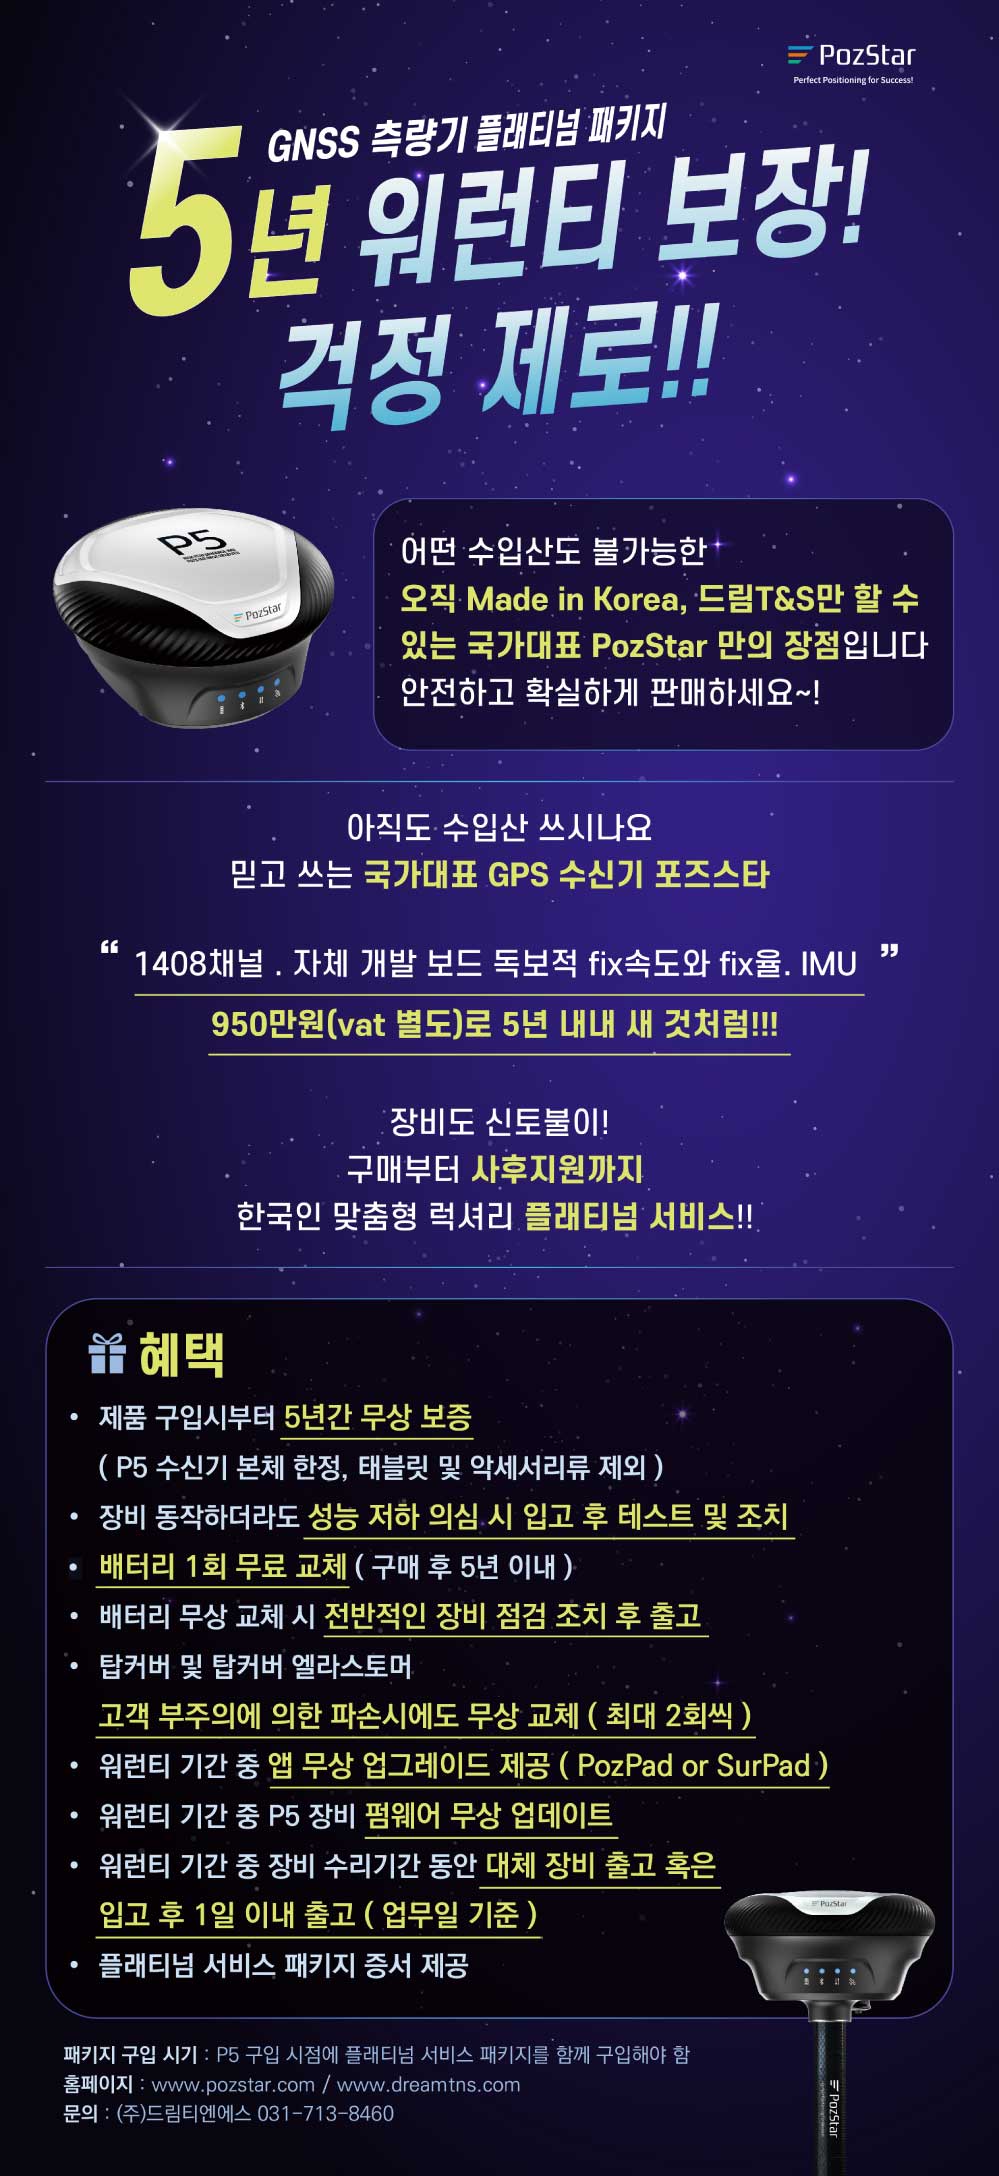 PozStar
Perfect Positioning for Success!
GNSS 측량기 플래티넘 패키지
5년 워런티 보장!
걱정 제로!!
P5
PozStar
어떤 수입산도 불가능한
오직 Made in Korea, 드림T&S만 할 수
있는 국가대표 PozStar 만의 장점입니다
안전하고 확실하게 판매하세요~!
아직도 수입산 쓰시나요
믿고 쓰는 국가대표 GPS 수신기 포즈스타
“ 1408채널 . 자체 개발 보드 독보적 fix속도와 fix율. IMU ”
950만원(vat 별도)로 5년 내내 새 것처럼!!!
장비도 신토불이!
구매부터 사후지원까지
한국인 맞춤형 럭셔리 플래티넘 서비스!!
혜택
• 제품 구입시부터 5년간 무상 보증
( P5 수신기 본체 한정, 태블릿 및 악세서리류 제외 )
• 장비 동작하더라도 성능 저하 의심 시 입고 후 테스트 및 조치
• 배터리 1회 무료 교체 ( 구매 후 5년 이내 )
• 배터리 무상 교체 시 전반적인 장비 점검 조치 후 출고
• 탑커버 및 탑커버 엘라스토머
고객 부주의에 의한 파손시에도 무상 교체 ( 최대 2회씩 )
• 워런티 기간 중 앱 무상 업그레이드 제공 ( PozPad or SurPad )
• 워런티 기간 중 P5 장비 펌웨어 무상 업데이트
• 워런티 기간 중 장비 수리기간 동안 대체 장비 출고 혹은
입고 후 1일 이내 출고 ( 업무일 기준 )
• 플래티넘 서비스 패키지 증서 제공
PozStar
PozStar
패키지 구입 시기 : P5 구입 시점에 플래티넘 서비스 패키지를 함께 구입해야 함
홈페이지 : www.pozstar.com / www.dreamtns.com
문의 : (주)드림티엔에스 031-713-8460